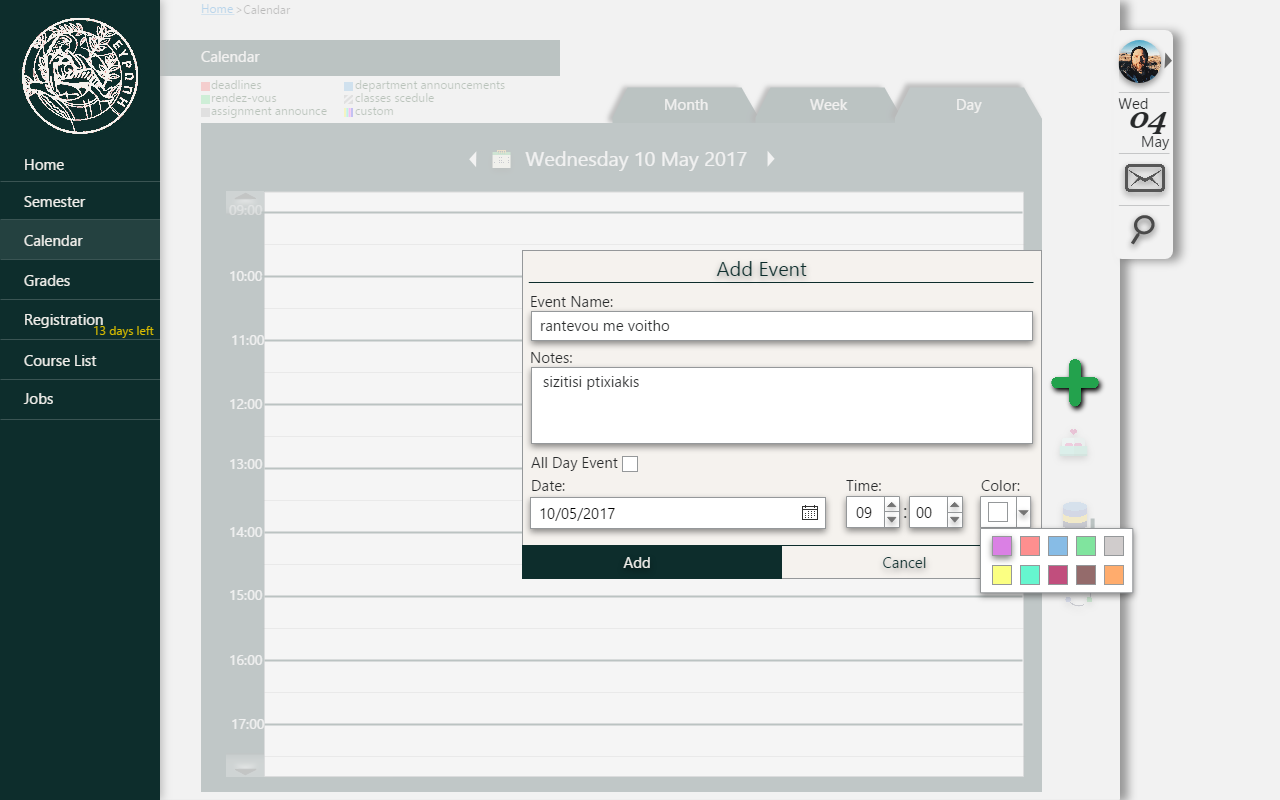 ΕΥΡΩΠΗ
Home
Semester
Calendar
Grades
Registration
13 days left
Course List
Jobs
Home >Calendar
Calendar
deadlines
rendez-vous
assignment announce
department announcements
classes scedule
custom
Month
Week
Day
Wednesday 10 May 2017
09:00
10:00
11:00
12:00
13:00
14:00
15:00
16:00
17:00
Add Event
Event Name:
rantevou me voitho
Notes:
sizitisi ptixiakis
All Day Event
Date:
Time:
Color:
10/05/2017
09 : 00
Add
Cancel
Wed
04
May